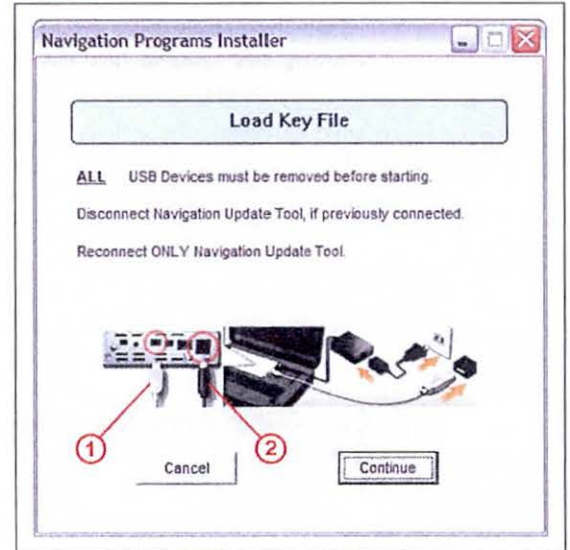 Navigation Programs Installer
Load Key File
ALL USB Devices must be removed before starting.
Disconnect Navigation Update Tool, if previously connected.
Reconnect ONLY Navigation Update Tool.
1
2
Cancel
Continue